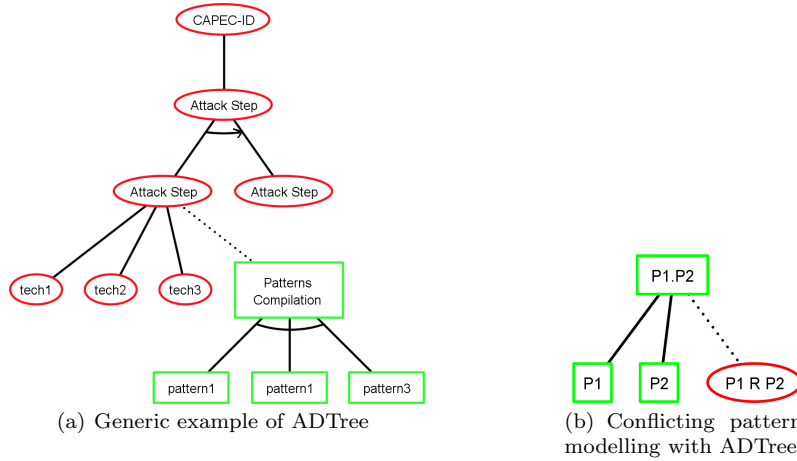 CAPEC-ID
Attack Step
Attack Step
Attack Step
tech1
tech2
tech3
Patterns
Compilation
pattern1
pattern1
pattern3
(a) Generic example of ADTree
P1.P2
P1
P2
P1 R P2
(b) Conflicting pattern
modelling with ADTree